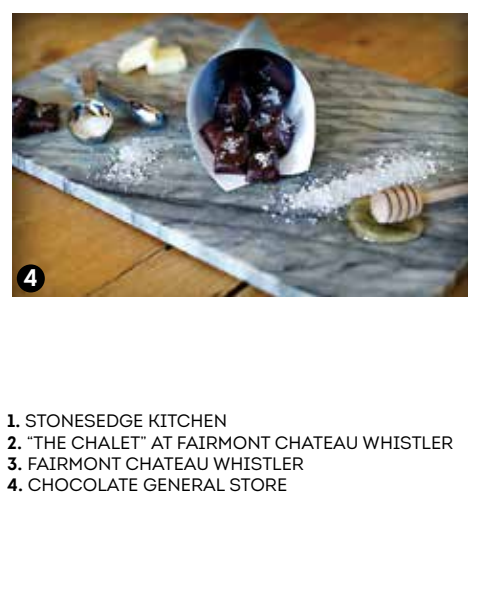 4
1. STONESEDGE KITCHEN
2. “THE CHALET” AT FAIRMONT CHATEAU WHISTLER
3. FAIRMONT CHATEAU WHISTLER
4. CHOCOLATE GENERAL STORE